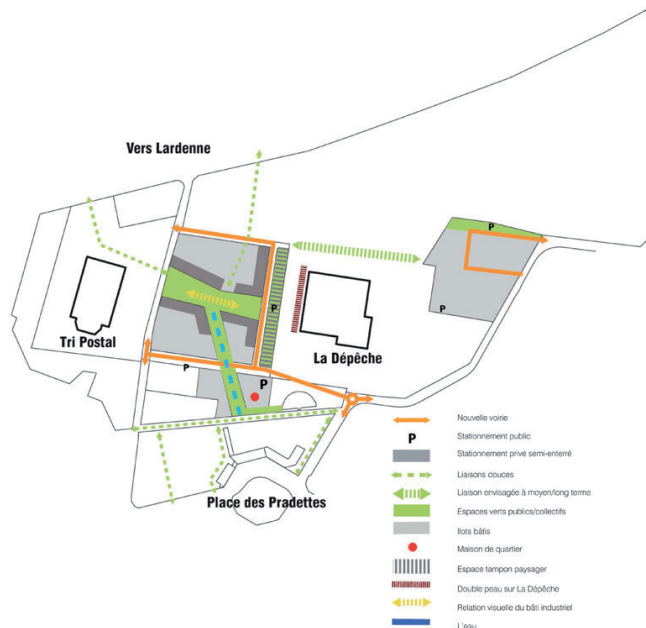 Vers Lardenne
P
P
Tri Postal
P
La Dépêche
P
P
P
Place des Pradettes
Nouvelle voirie
P Stationnement public
Stationnement privé semi-enterré
Liaisons douces
Liaison envisagée à moyen/long terme
Espaces verts publics/collectifs
Ilots bâtis
Maison de quartier
Espace tampon paysager
Double peau sur La Dépêche
Relation visuelle du bâti industriel
L'eau